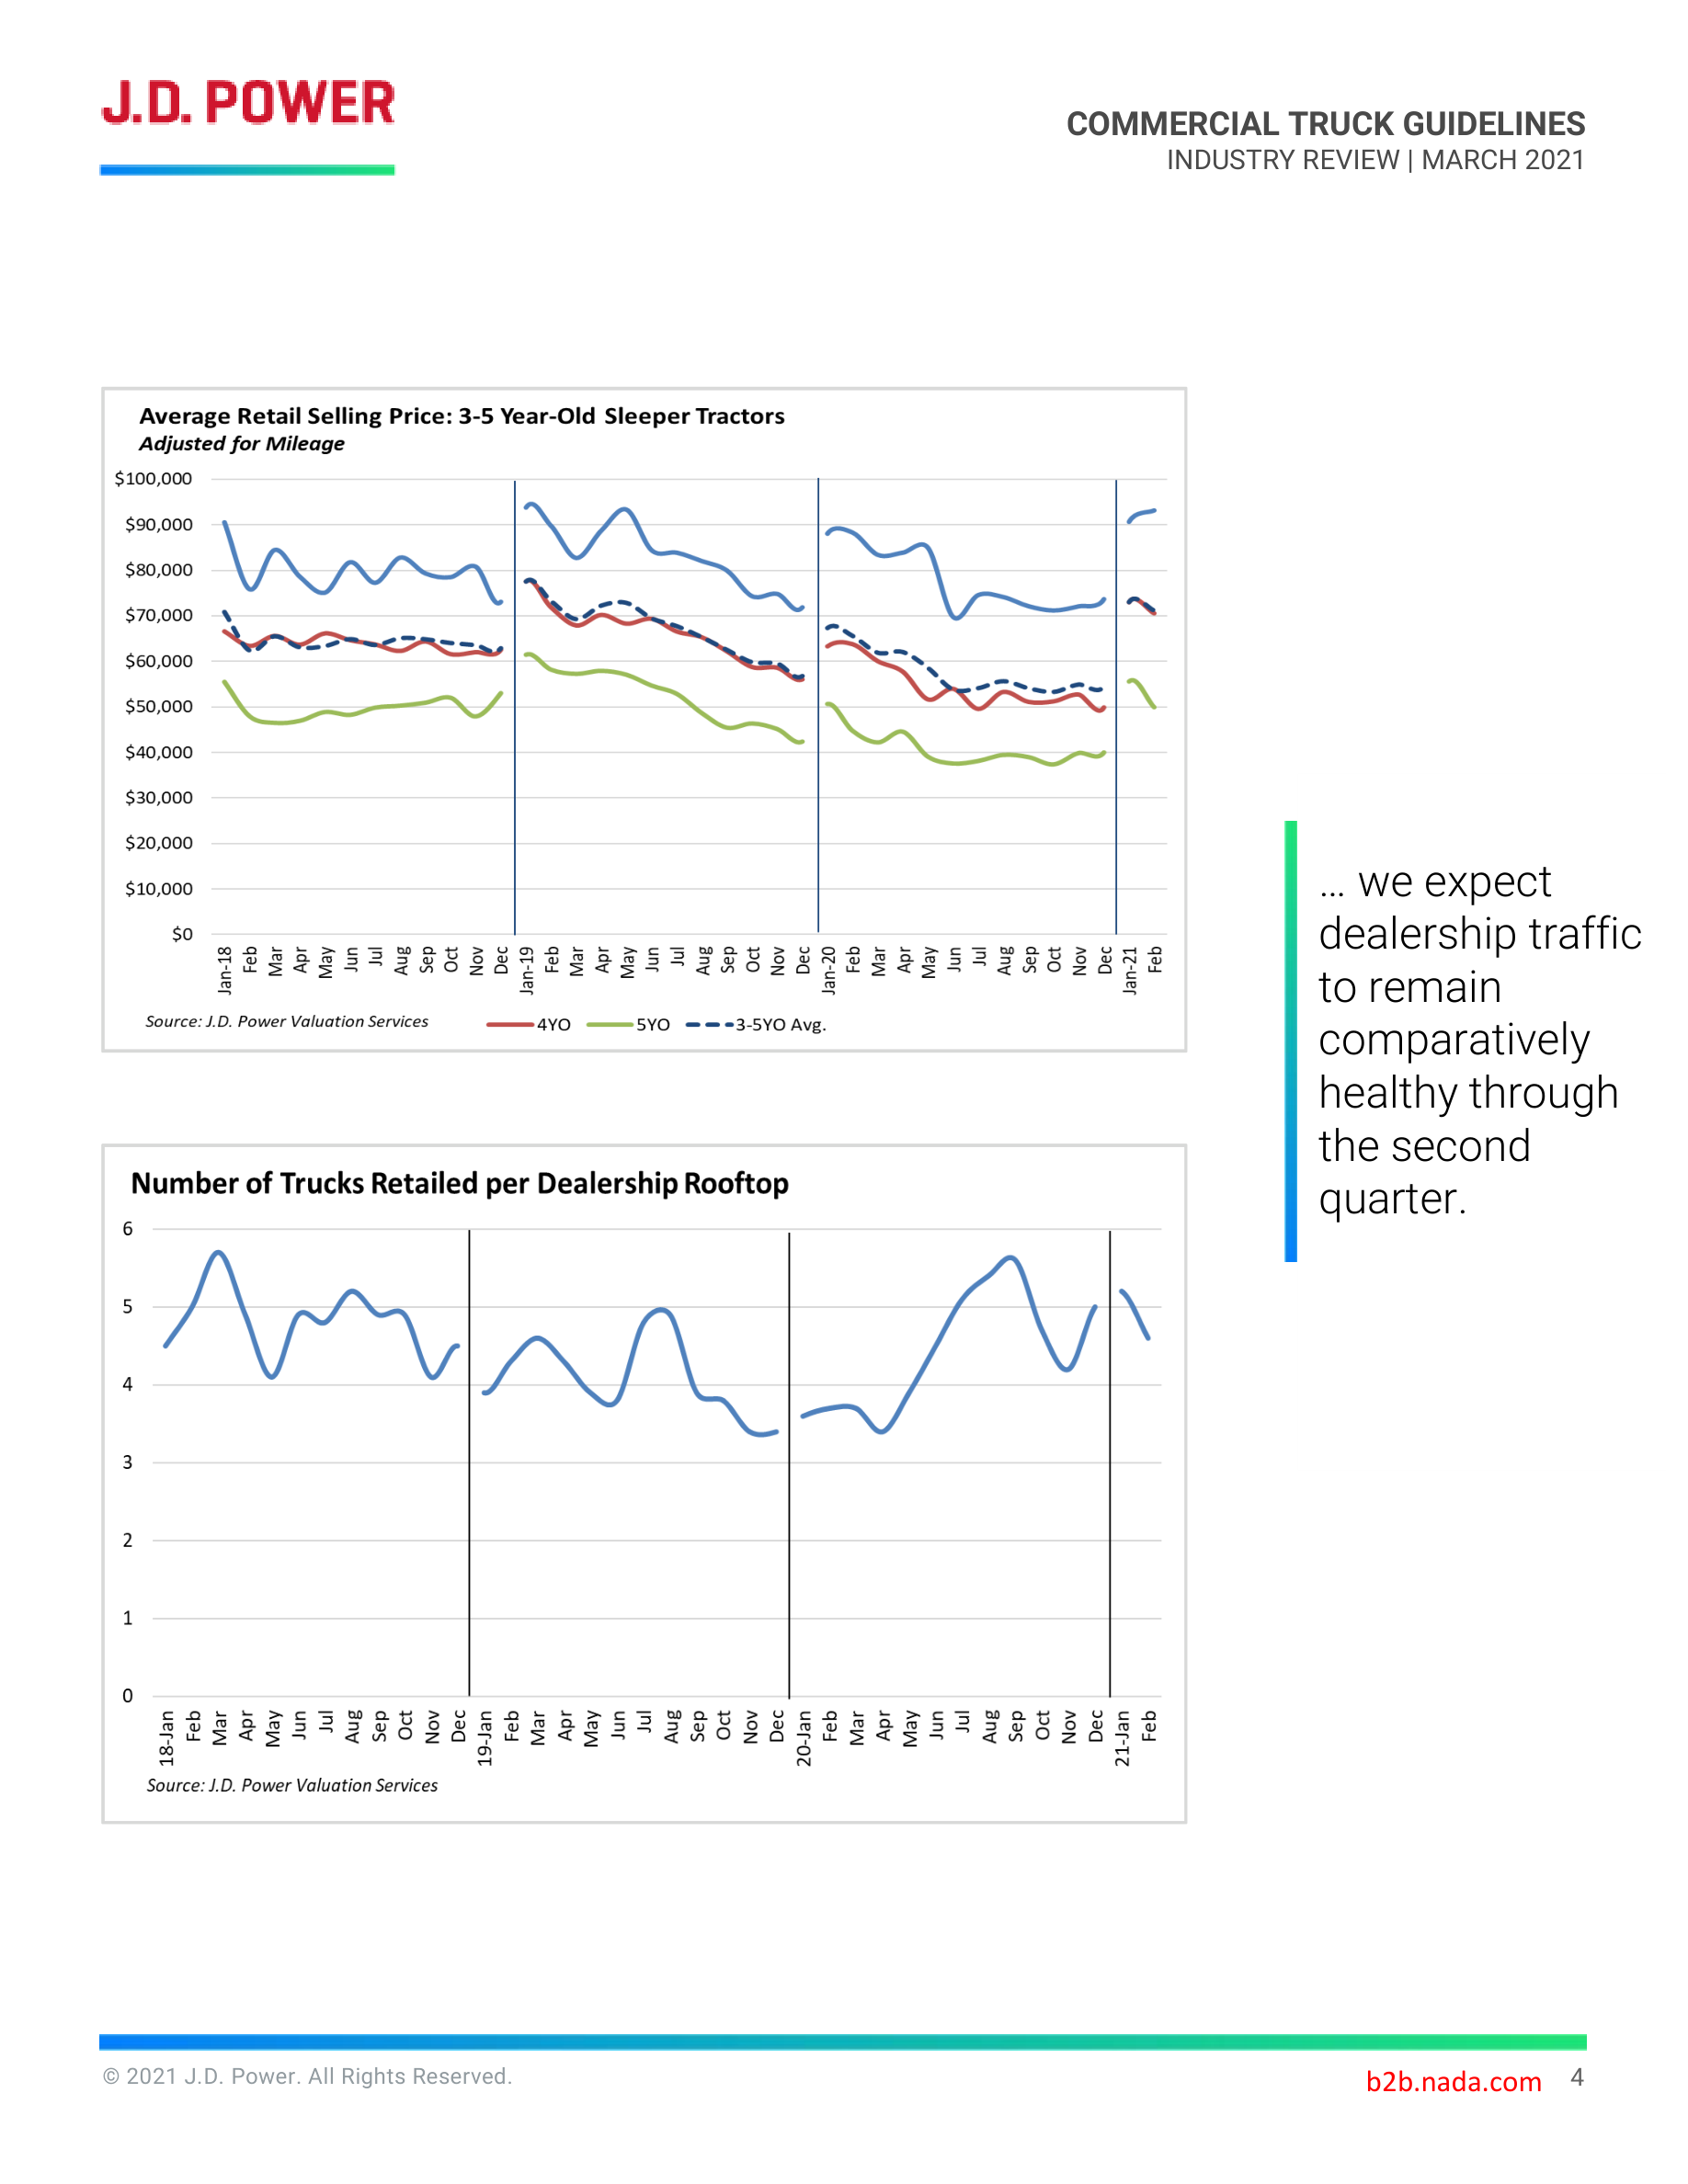 J.D. POWER
COMMERCIAL TRUCK GUIDELINES
INDUSTRY REVIEW | MARCH 2021
Average Retail Selling Price: 3-5 Year-Old Sleeper Tractors
Adjusted for Mileage
$100,000
$90,000
$80,000
$70,000
$60,000
$50,000
$40,000
$30,000
$20,000
$10,000
$0
Jan-18 Feb Mar Apr May Jun Jul Aug Sep Oct Nov Dec Jan-19 Feb Mar Apr May Jun Jul Aug Sep Oct Nov Dec Jan-20 Feb Mar Apr May Jun Jul Aug Sep Oct Nov Dec Jan-21 Feb
Source: J.D. Power Valuation Services 4YO 5YO 3-5YO Avg.
... we expect
dealership traffic
to remain
comparatively
healthy through
the second
quarter.
Number of Trucks Retailed per Dealership Rooftop
6
5
4
3
2
1
0
18-Jan Feb Mar Apr May Jun Jul Aug Sep Oct Nov Dec 19-Jan Feb Mar Apr May Jun Jul Aug Sep Oct Nov Dec 20-Jan Feb Mar Apr May Jun Jul Aug Sep Oct Nov Dec 21-Jan Feb
Source: J.D. Power Valuation Services
© 2021 J.D. Power. All Rights Reserved.
b2b.nada.com 4